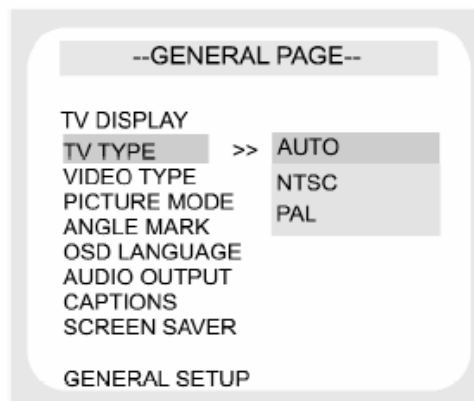 --GENERAL PAGE--
TV DISPLAY
TV TYPE >> AUTO
VIDEO TYPE NTSC
PICTURE MODE PAL
ANGLE MARK
OSD LANGUAGE
AUDIO OUTPUT
CAPTIONS
SCREEN SAVER
GENERAL SETUP